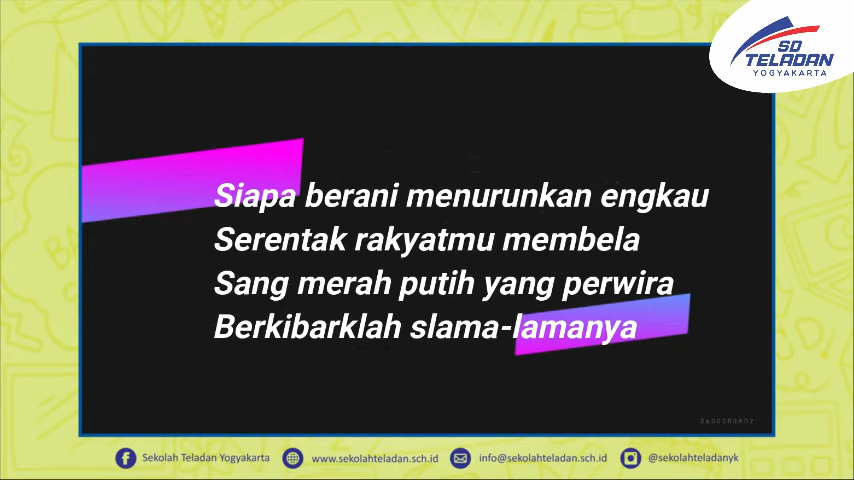 SD
TELADAN
YOGYAKARTA
Siapa berani menurunkan engkau
Serentak rakyatmu membela
Sang merah putih yang perwira
Berkibarklah slama-lamanya
Sekolah Teladan Yogyakarta
www.sekolahteladan.sch.id
info@sekolahteladan.sch.id
@sekolahteladanyk